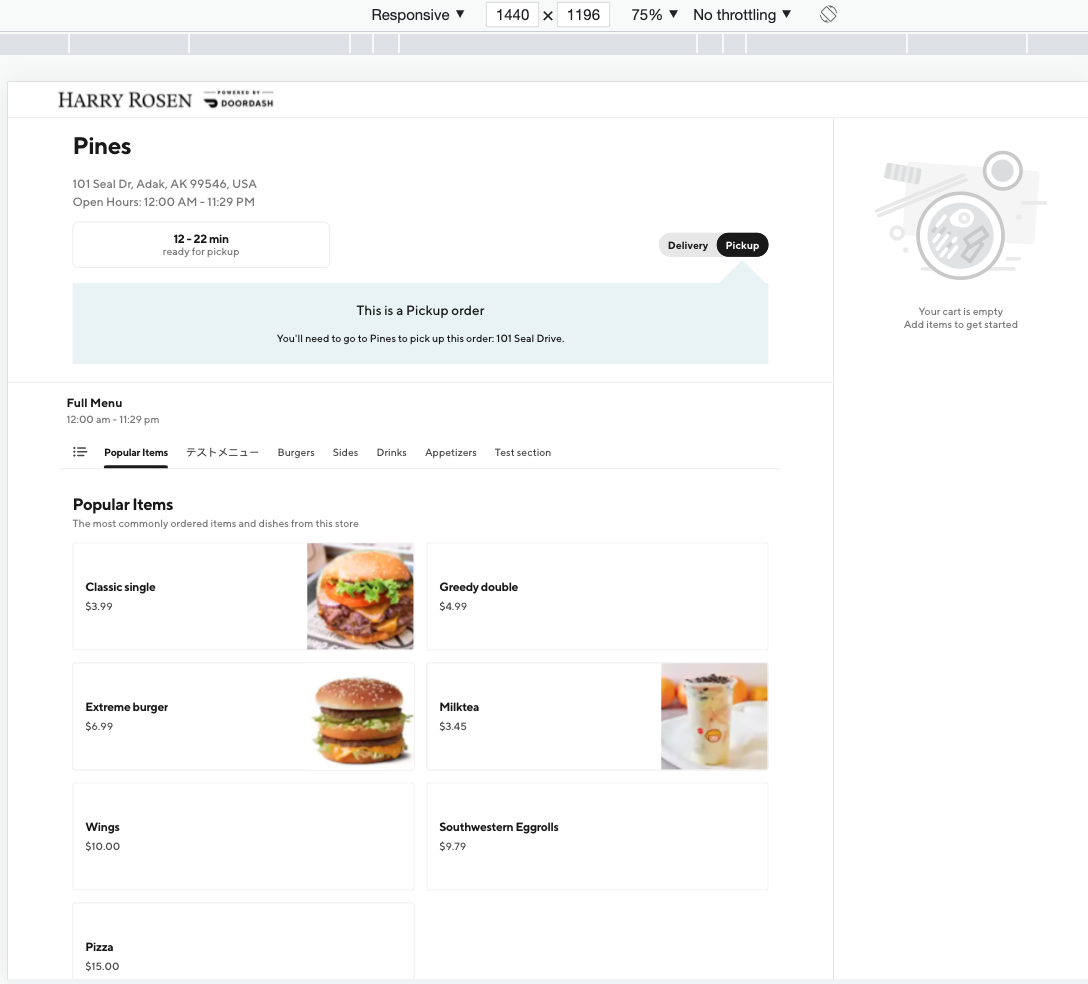 Responsive ▼ 1440 × 1196 75% ▼ No throttling ▼
HARRY ROSEN POWERED BY DOORDASH
Pines
101 Seal Dr, Adak, AK 99546, USA
Open Hours: 12:00 AM - 11:29 PM
12 - 22 min
ready for pickup
Delivery Pickup
This is a Pickup order
You'll need to go to Pines to pick up this order: 101 Seal Drive.
Your cart is empty
Add items to get started
Full Menu
12:00 am - 11:29 pm
Popular Items テストメニュー Burgers Sides Drinks Appetizers Test section
Popular Items
The most commonly ordered items and dishes from this store
Classic single
$3.99
Greedy double
$4.99
Extreme burger
$6.99
Milktea
$3.45
Wings
$10.00
Southwestern Eggrolls
$9.79
Pizza
$15.00